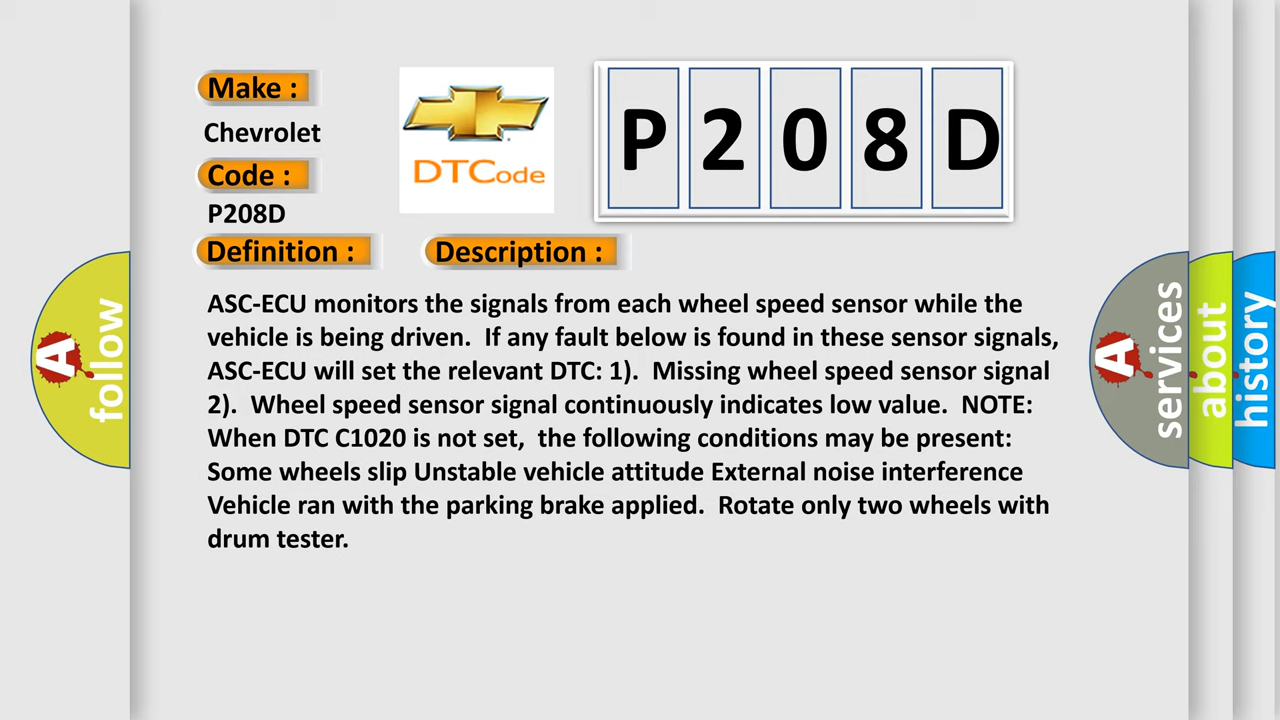 Make :
Chevrolet
Code :
P208D
DTCode
P208D
Definition :
Description :
ASC-ECU monitors the signals from each wheel speed sensor while the
vehicle is being driven. If any fault below is found in these sensor signals,
ASC-ECU will set the relevant DTC: 1). Missing wheel speed sensor signal
2). Wheel speed sensor signal continuously indicates low value. NOTE:
When DTC C1020 is not set, the following conditions may be present:
Some wheels slip Unstable vehicle attitude External noise interference
Vehicle ran with the parking brake applied. Rotate only two wheels with
drum tester.
A follow
A services
about
history